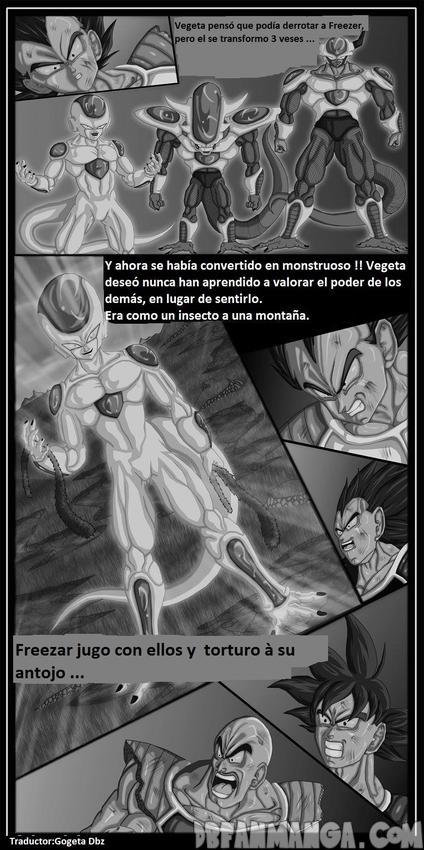 Vegeta pensó que podía derrotar a Freezer,
pero el se transformo 3 veses ...
Y ahora se había convertido en monstruoso !! Vegeta
deseó nunca han aprendido a valorar el poder de los
demás, en lugar de sentirlo.
Era como un insecto a una montaña.
Freezar jugo con ellos y torturo à su
antojo ...
Traductor:Gogeta Dbz
DBFANMANGA.COM